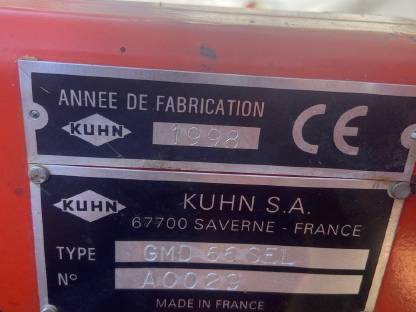 ANNEE DE FABRICATION
KUHN 1998 CE
KUHN KUHN S.A.
67700 SAVERNE - FRANCE
TYPE GMD 66 SEL
N° A0029
MADE IN FRANCE